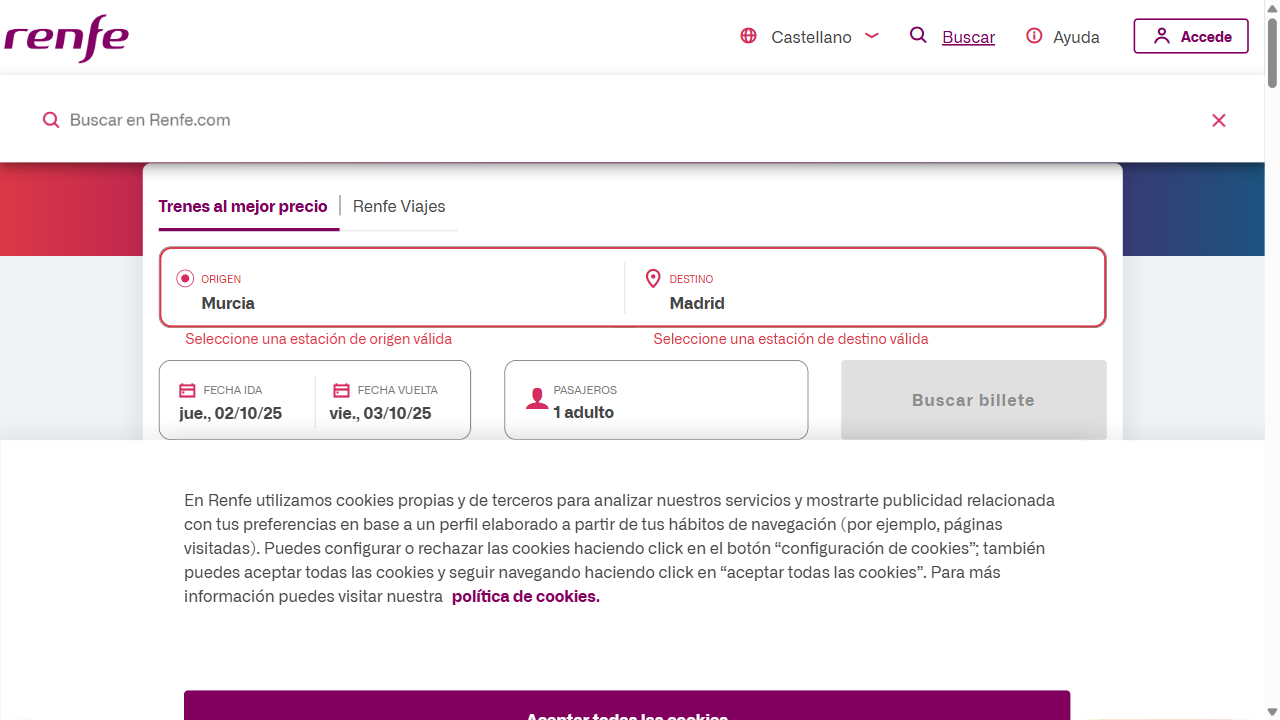 renfe
Castellano
Buscar
Ayuda
Accede
Buscar en Renfe.com
Trenes al mejor precio
Renfe Viajes
ORIGEN
Murcia
DESTINO
Madrid
Seleccione una estación de origen válida
Seleccione una estación de destino válida
FECHA IDA
jue., 02/10/25
FECHA VUELTA
vie., 03/10/25
PASAJEROS
1 adulto
Buscar billete
En Renfe utilizamos cookies propias y de terceros para analizar nuestros servicios y mostrarte publicidad relacionada
con tus preferencias en base a un perfil elaborado a partir de tus hábitos de navegación (por ejemplo, páginas
visitadas). Puedes configurar o rechazar las cookies haciendo click en el botón “configuración de cookies”; también
puedes aceptar todas las cookies y seguir navegando haciendo click en “aceptar todas las cookies”. Para más
información puedes visitar nuestra política de cookies.
Aceptar todas las cookies